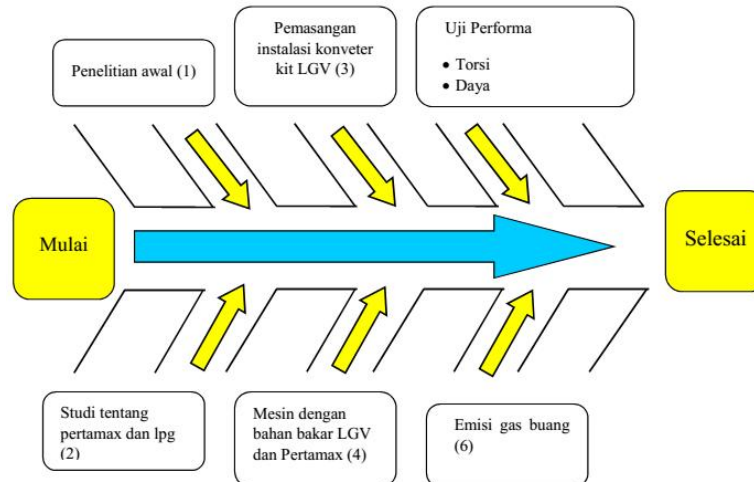 Penelitian awal (1)
Pemasangan
instalasi konveter
kit LGV (3)
Uji Performa
• Torsi
• Daya
Mulai
Selesai
Studi tentang
pertamax dan lpg
(2)
Mesin dengan
bahan bakar LGV
dan Pertamax (4)
Emisi gas buang
(6)